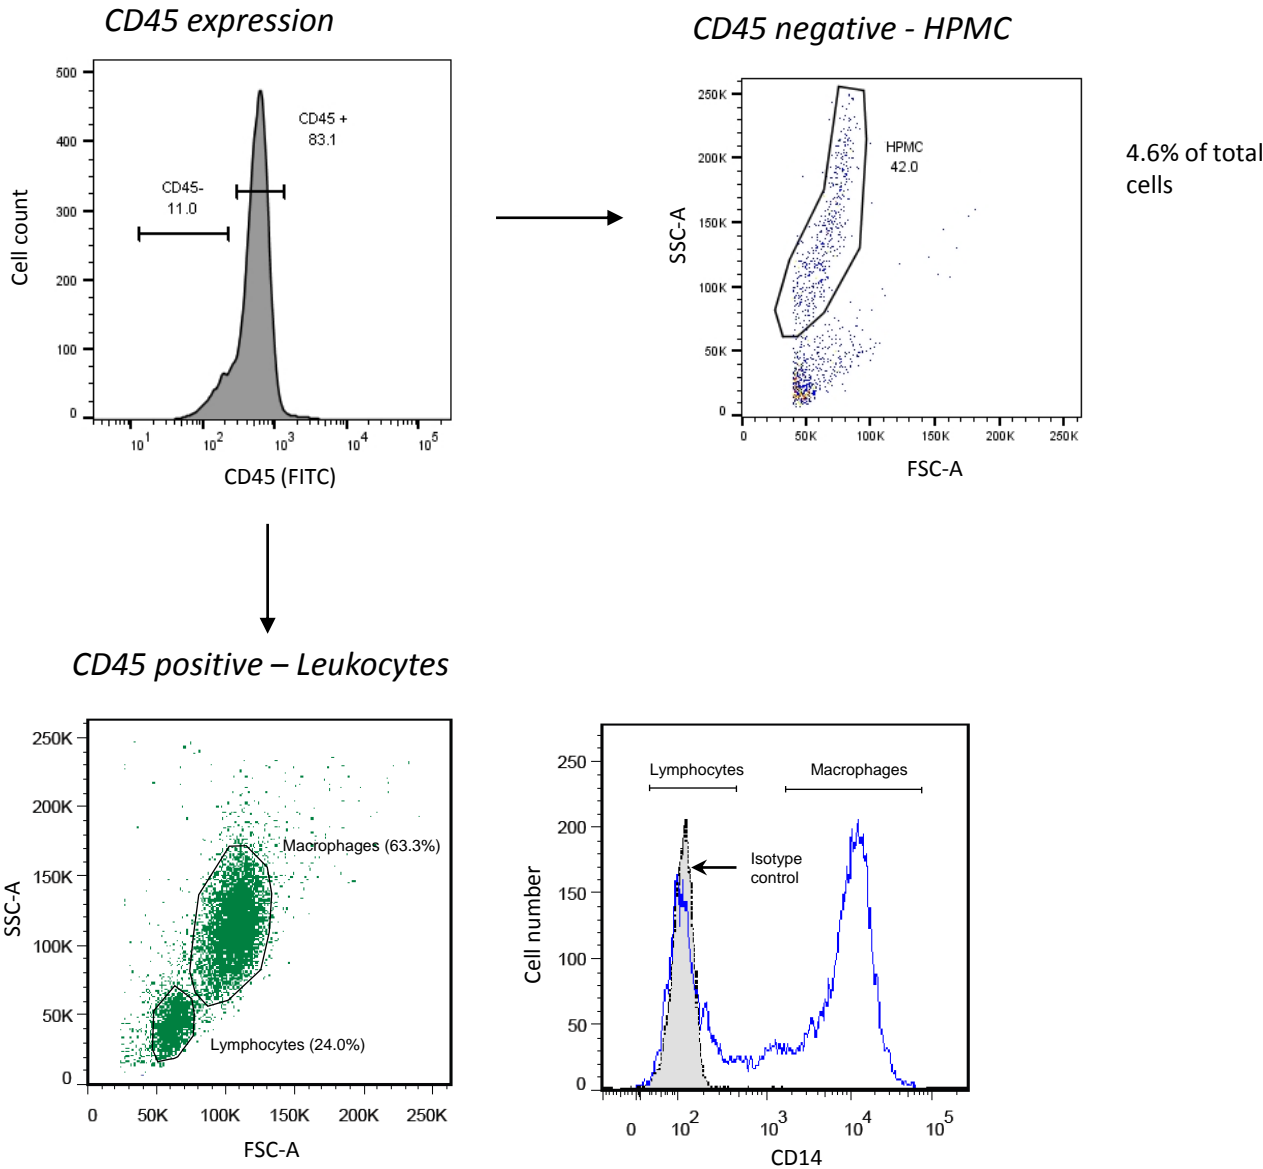 CD45 expression
500
400
300
200
100
0
Cell count
CD45 +
83.1
CD45-
11.0
10^1
10^2
10^3
10^4
10^5
CD45 (FITC)
CD45 negative - HPMC
250K
200K
150K
100K
50K
0
SSC-A
HPMC
42.0
0 50K 100K 150K 200K 250K
FSC-A
4.6% of total
cells
CD45 positive – Leukocytes
250K
200K
150K
100K
50K
0
SSC-A
Macrophages (63.3%)
Lymphocytes (24.0%)
0 50K 100K 150K 200K 250K
FSC-A
250
200
150
100
50
0
Cell number
Lymphocytes
Macrophages
Isotype
control
0 10^2 10^3 10^4 10^5
CD14